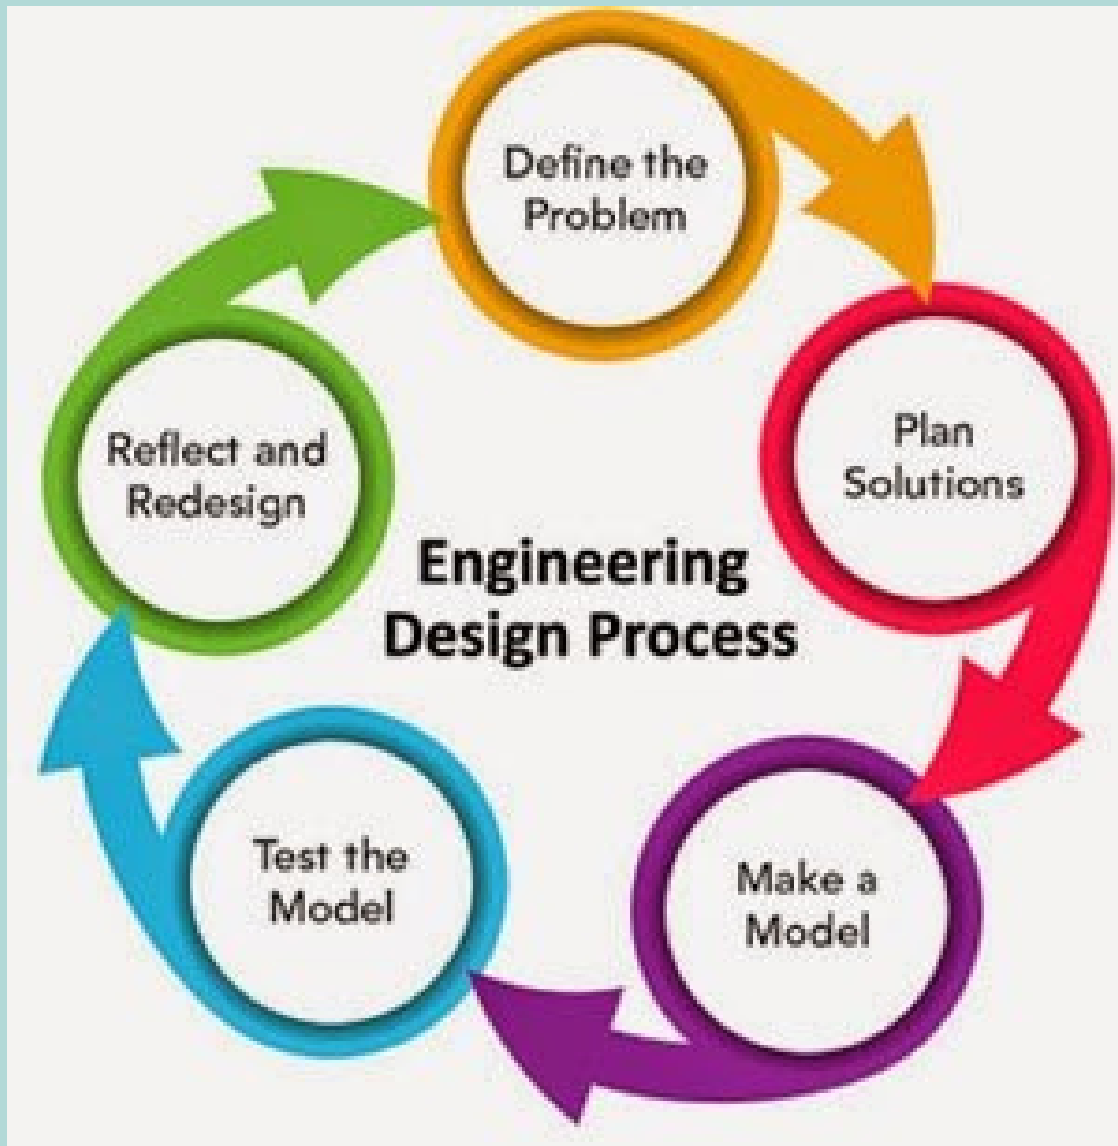 Define the
Problem
Plan
Solutions
Make a
Model
Test the
Model
Reflect and
Redesign
Engineering
Design Process